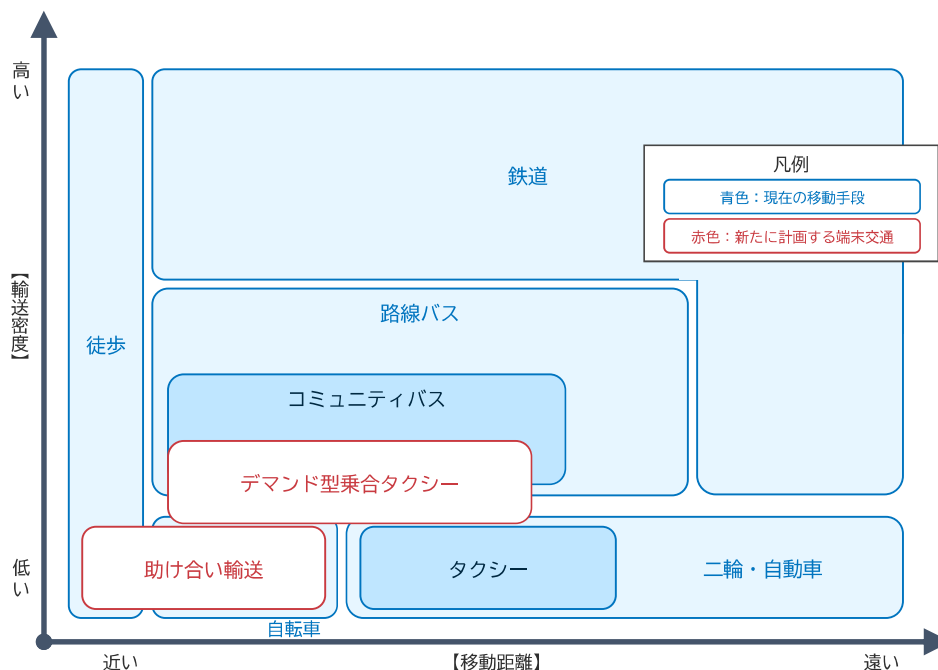 高い
鉄道
凡例
青色：現在の移動手段
赤色：新たに計画する端末交通
【輸送密度】
路線バス
徒歩
コミュニティバス
デマンド型乗合タクシー
低い
助け合い輸送
タクシー
二輪・自動車
自転車
近い
【移動距離】
遠い